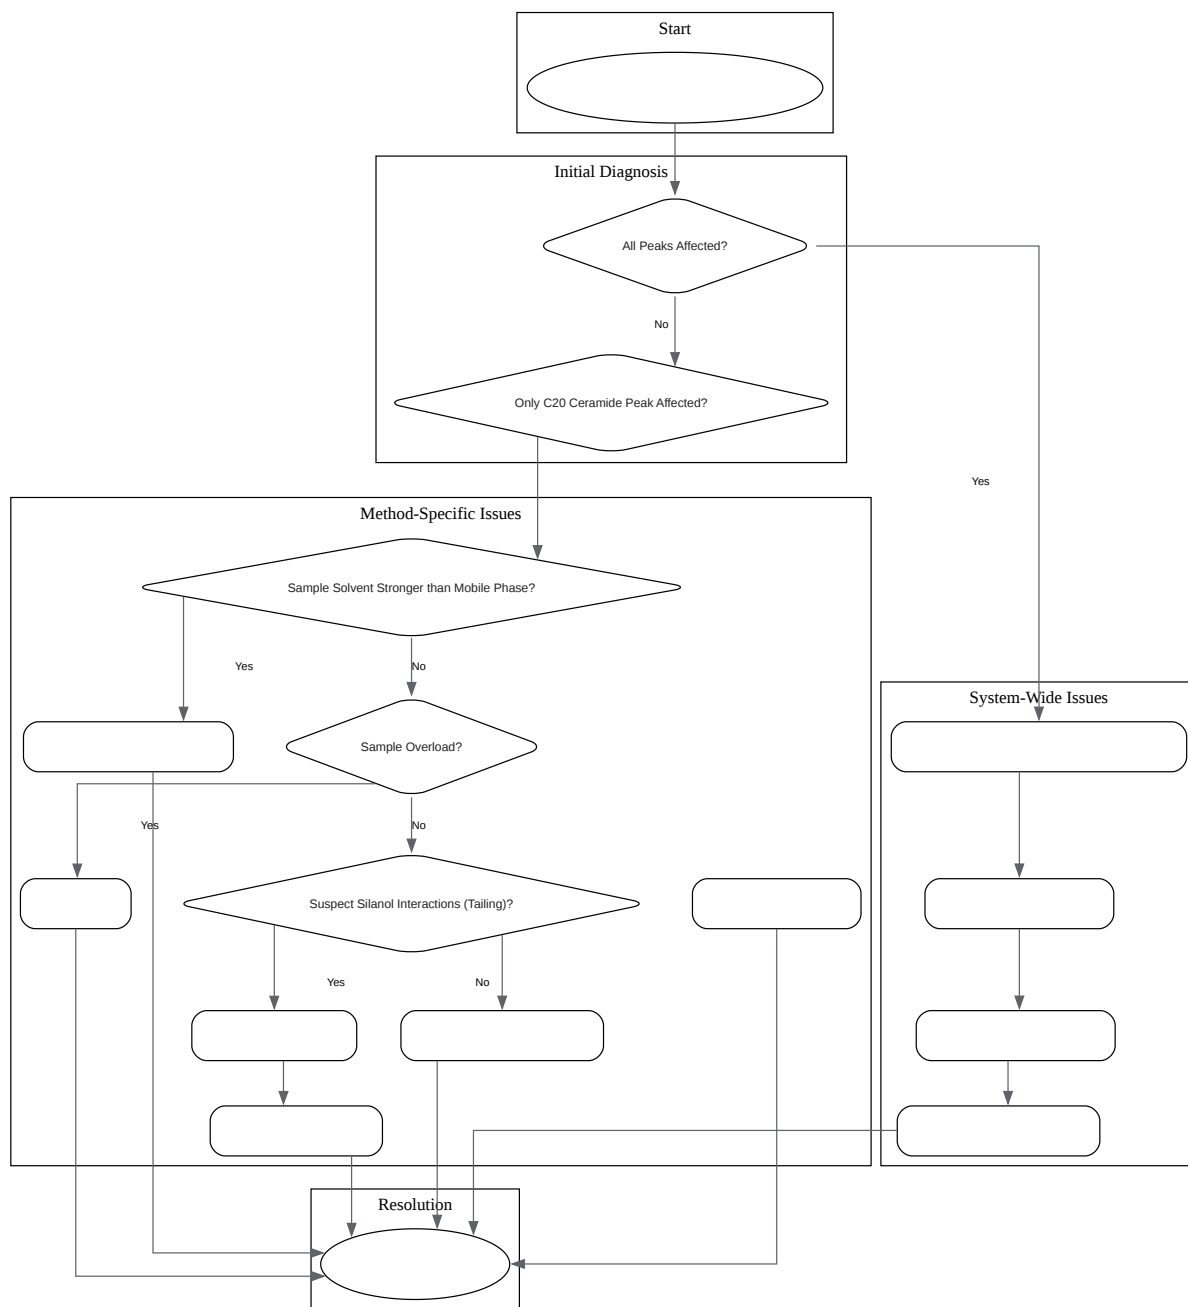 Start
Initial Diagnosis
All Peaks Affected?
No
Only C20 Ceramide Peak Affected?
Yes
Method-Specific Issues
Sample Solvent Stronger than Mobile Phase?
Yes
No
System-Wide Issues
Sample Overload?
Yes
No
Suspect Silanol Interactions (Tailing)?
Yes
No
Resolution